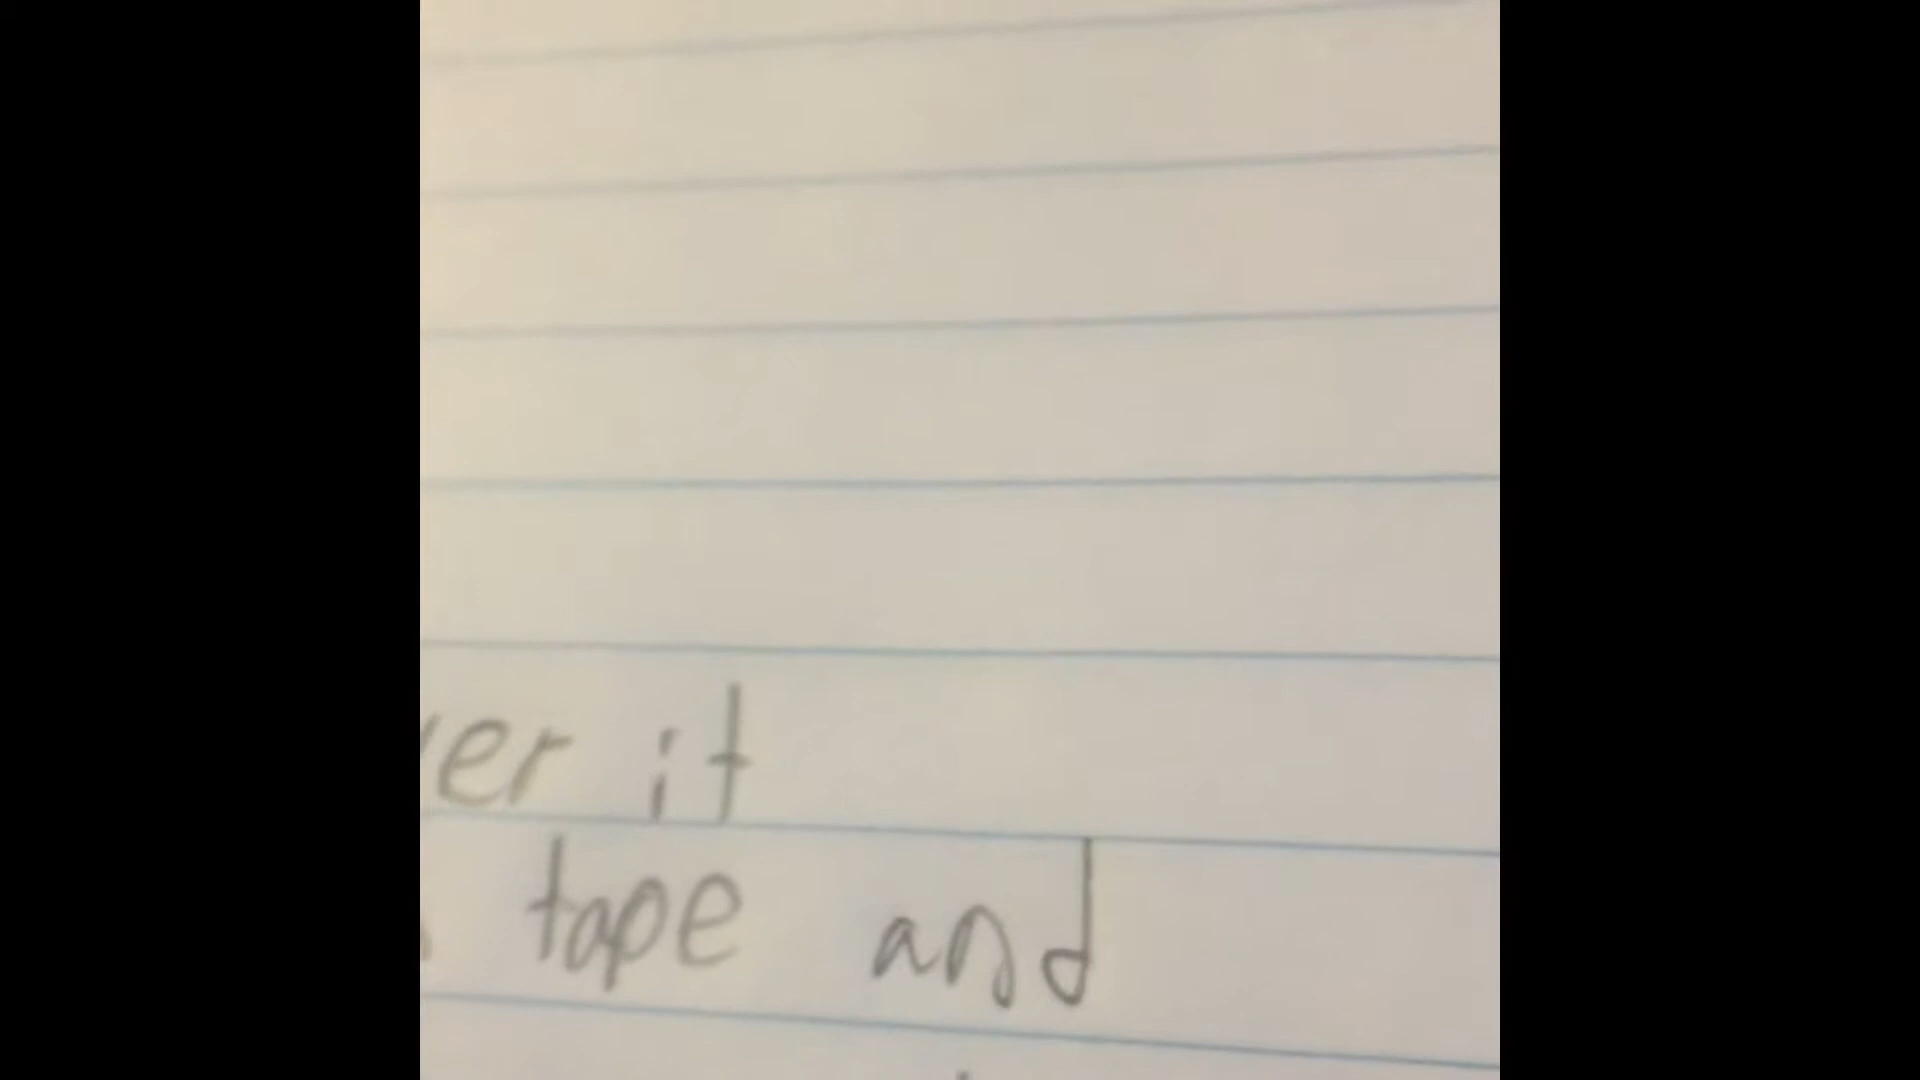 er it
tape and